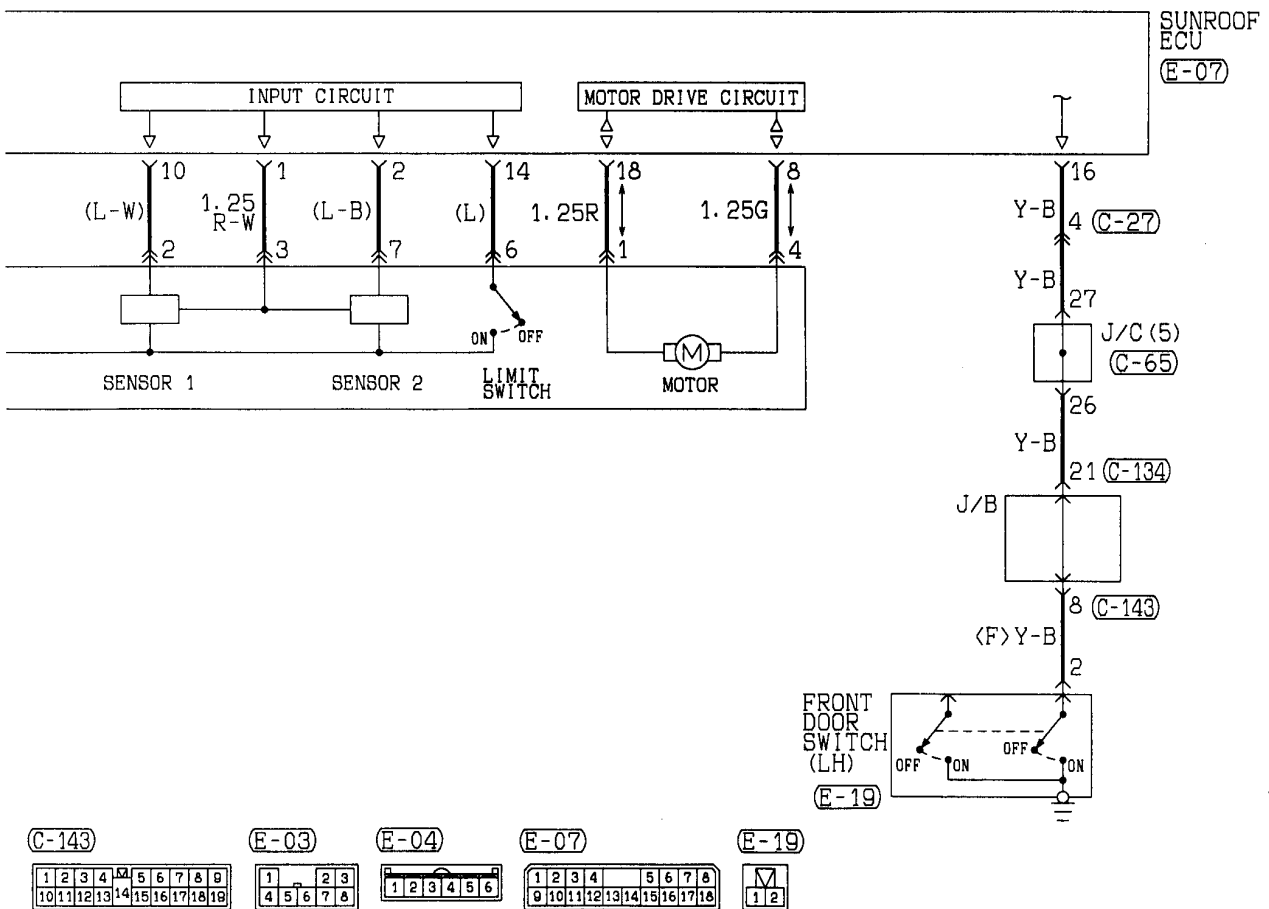 SUNROOF
ECU
E-07
INPUT CIRCUIT
MOTOR DRIVE CIRCUIT
10 1 2 14 18 8 16
(L-W) 1.25 R-W (L-B) (L) 1.25R 1.25G Y-B
4 C-27
2 3 7 6 1 4
Y-B
27
ON OFF
J/C(5)
C-65
M
SENSOR 1 SENSOR 2 LIMIT SWITCH MOTOR
26
Y-B
21 C-134
J/B
8 C-143
<F>Y-B
2
FRONT
DOOR
SWITCH
(LH)
OFF ON OFF ON
E-19
C-143 E-03 E-04 E-07 E-19
1 2 3 4 5 6 7 8 9
10 11 12 13 14 15 16 17 18 19
1 2 3
4 5 6 7 8
1 2 3 4 5 6
1 2 3 4 5 6 7 8
9 10 11 12 13 14 15 16 17 18
1 2